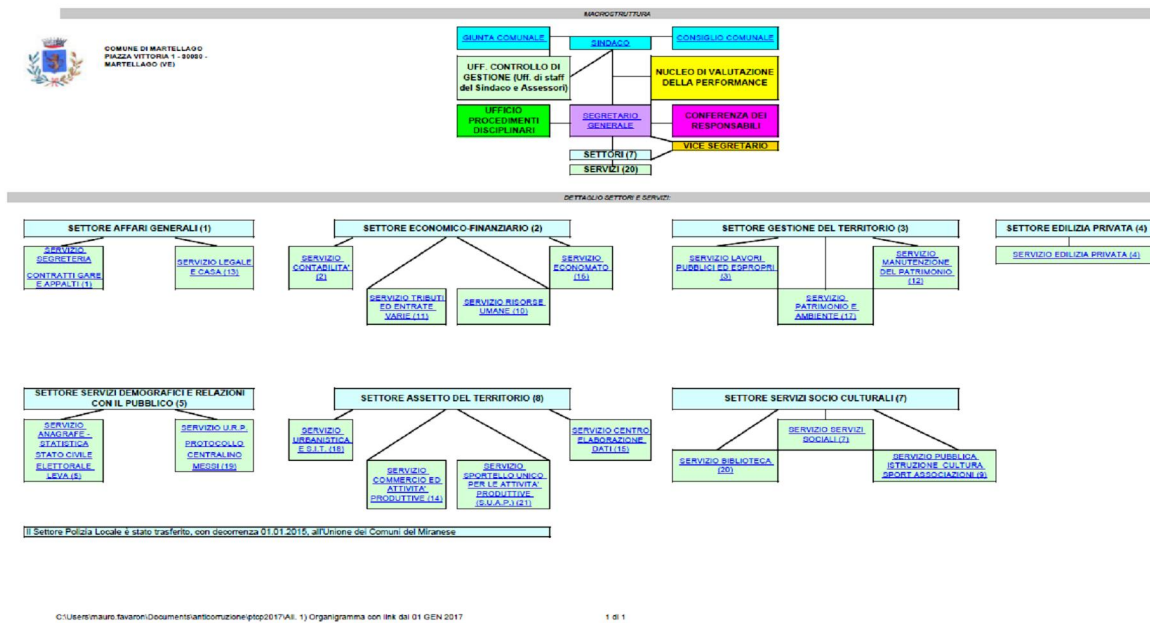 MACROSTRUTTURA
COMUNE DI MARTELLAGO
PIAZZA VITTORIA 1 - 30030 -
MARTELLAGO (VE)
GIUNTA COMUNALE
SINDACO
CONSIGLIO COMUNALE
UFF. CONTROLLO DI
GESTIONE (Uff. di staff
del Sindaco e Assessori)
NUCLEO DI VALUTAZIONE
DELLA PERFORMANCE
UFFICIO
PROCEDIMENTI
DISCIPLINARI
SEGRETARIO
GENERALE
CONFERENZA DEI
RESPONSABILI
VICE SEGRETARIO
SETTORI (7)
SERVIZI (20)
DETTAGLIO SETTORI E SERVIZI:
SETTORE AFFARI GENERALI (1)
SERVIZIO
SEGRETERIA
CONTRATTI GARE
E APPALTI (1)
SERVIZIO LEGALE
E CASA (13)
SETTORE ECONOMICO-FINANZIARIO (2)
SERVIZIO
CONTABILITA' (2)
SERVIZIO TRIBUTI
ED ENTRATE
VARIE (11)
SERVIZIO RISORSE
UMANE (10)
SERVIZIO
ECONOMATO
(16)
SETTORE GESTIONE DEL TERRITORIO (3)
SERVIZIO LAVORI
PUBBLICI ED ESPROPRI
(3)
SERVIZIO
PATRIMONIO E
AMBIENTE (17)
SERVIZIO
MANUTENZIONE
DEL PATRIMONIO
(12)
SETTORE EDILIZIA PRIVATA (4)
SERVIZIO EDILIZIA PRIVATA (4)
SETTORE SERVIZI DEMOGRAFICI E RELAZIONI
CON IL PUBBLICO (5)
SERVIZIO
ANAGRAFE -
STATISTICA
STATO CIVILE
ELETTORALE
LEVA (5)
SERVIZIO U.R.P.
PROTOCOLLO
CENTRALINO
MESSI (19)
SETTORE ASSETTO DEL TERRITORIO (8)
SERVIZIO
URBANISTICA
E S.I.T. (18)
SERVIZIO
COMMERCIO ED
ATTIVITA'
PRODUTTIVE (14)
SERVIZIO
SPORTELLO UNICO
PER LE ATTIVITA'
PRODUTTIVE
(S.U.A.P.) (21)
SERVIZIO CENTRO
ELABORAZIONE
DATI (15)
SETTORE SERVIZI SOCIO CULTURALI (7)
SERVIZIO BIBLIOTECA
(20)
SERVIZIO SERVIZI
SOCIALI (7)
SERVIZIO PUBBLICA
ISTRUZIONE CULTURA
SPORT ASSOCIAZIONI (9)
Il Settore Polizia Locale è stato trasferito, con decorrenza 01.01.2015, all'Unione dei Comuni del Miranese
C:\Users\mauro.favaron\Documents\anticorruzione\ptcp2017\All. 1) Organigramma con link dal 01 GEN 2017
1 di 1